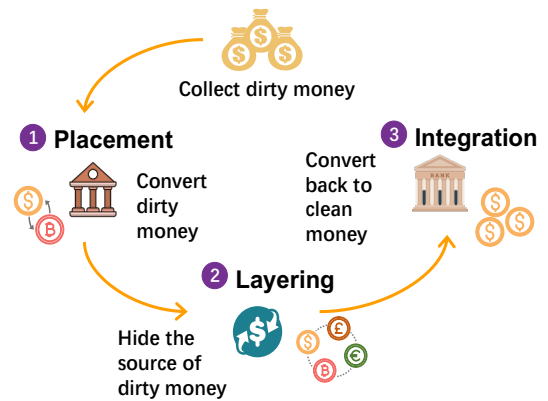 Collect dirty money
1 Placement
Convert
dirty
money
2 Layering
Hide the
source of
dirty money
3 Integration
Convert
back to
clean
money
BANK